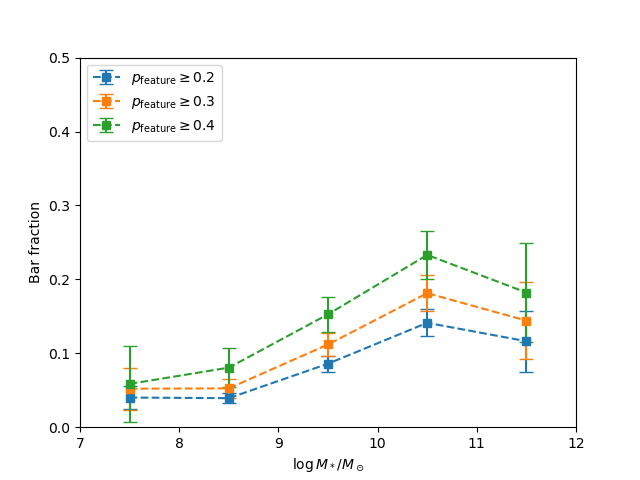 0.5
0.4
0.3
0.2
0.1
0.0
Bar fraction
p_feature ≥ 0.2
p_feature ≥ 0.3
p_feature ≥ 0.4
7 8 9 10 11 12
log M_*/M_⊙